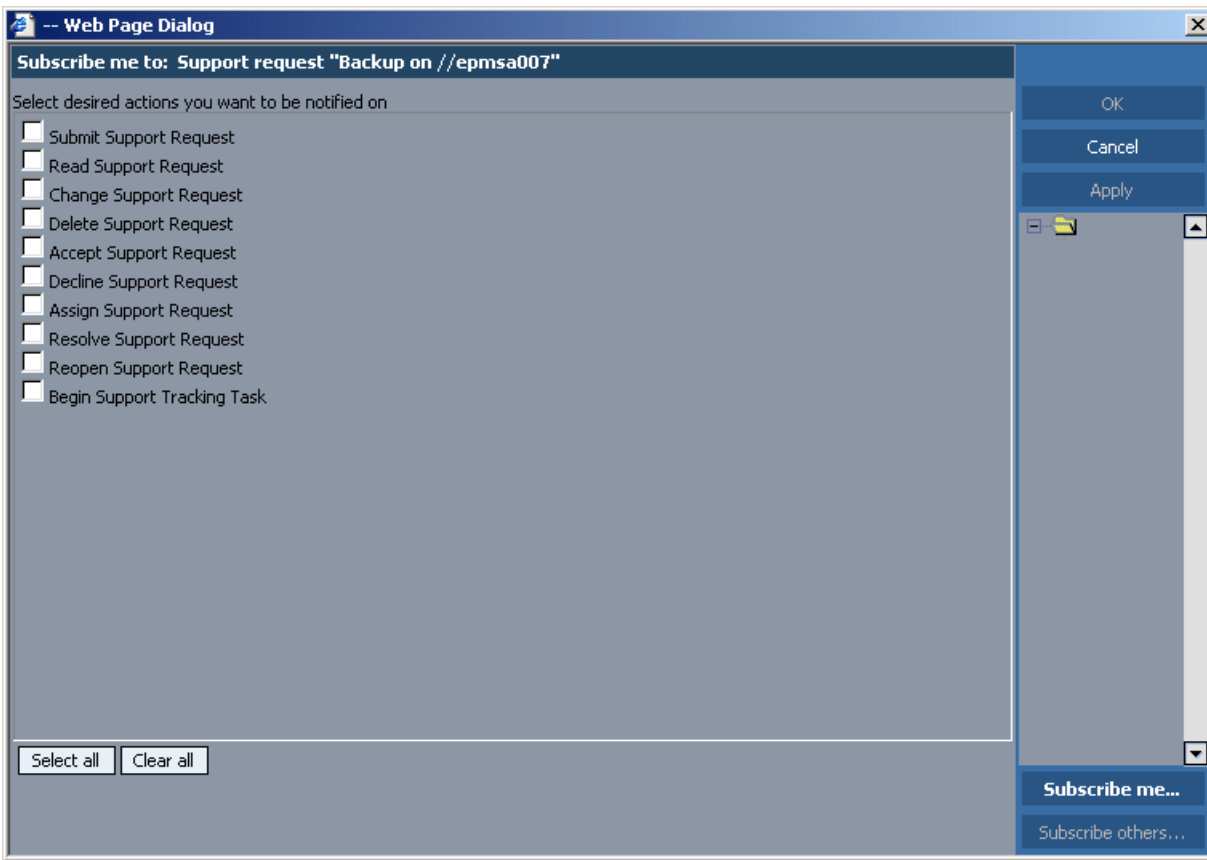 -- Web Page Dialog
Subscribe me to: Support request "Backup on //epmsa007"
Select desired actions you want to be notified on
Submit Support Request
Read Support Request
Change Support Request
Delete Support Request
Accept Support Request
Decline Support Request
Assign Support Request
Resolve Support Request
Reopen Support Request
Begin Support Tracking Task
Select all
Clear all
OK
Cancel
Apply
Subscribe me...
Subscribe others...